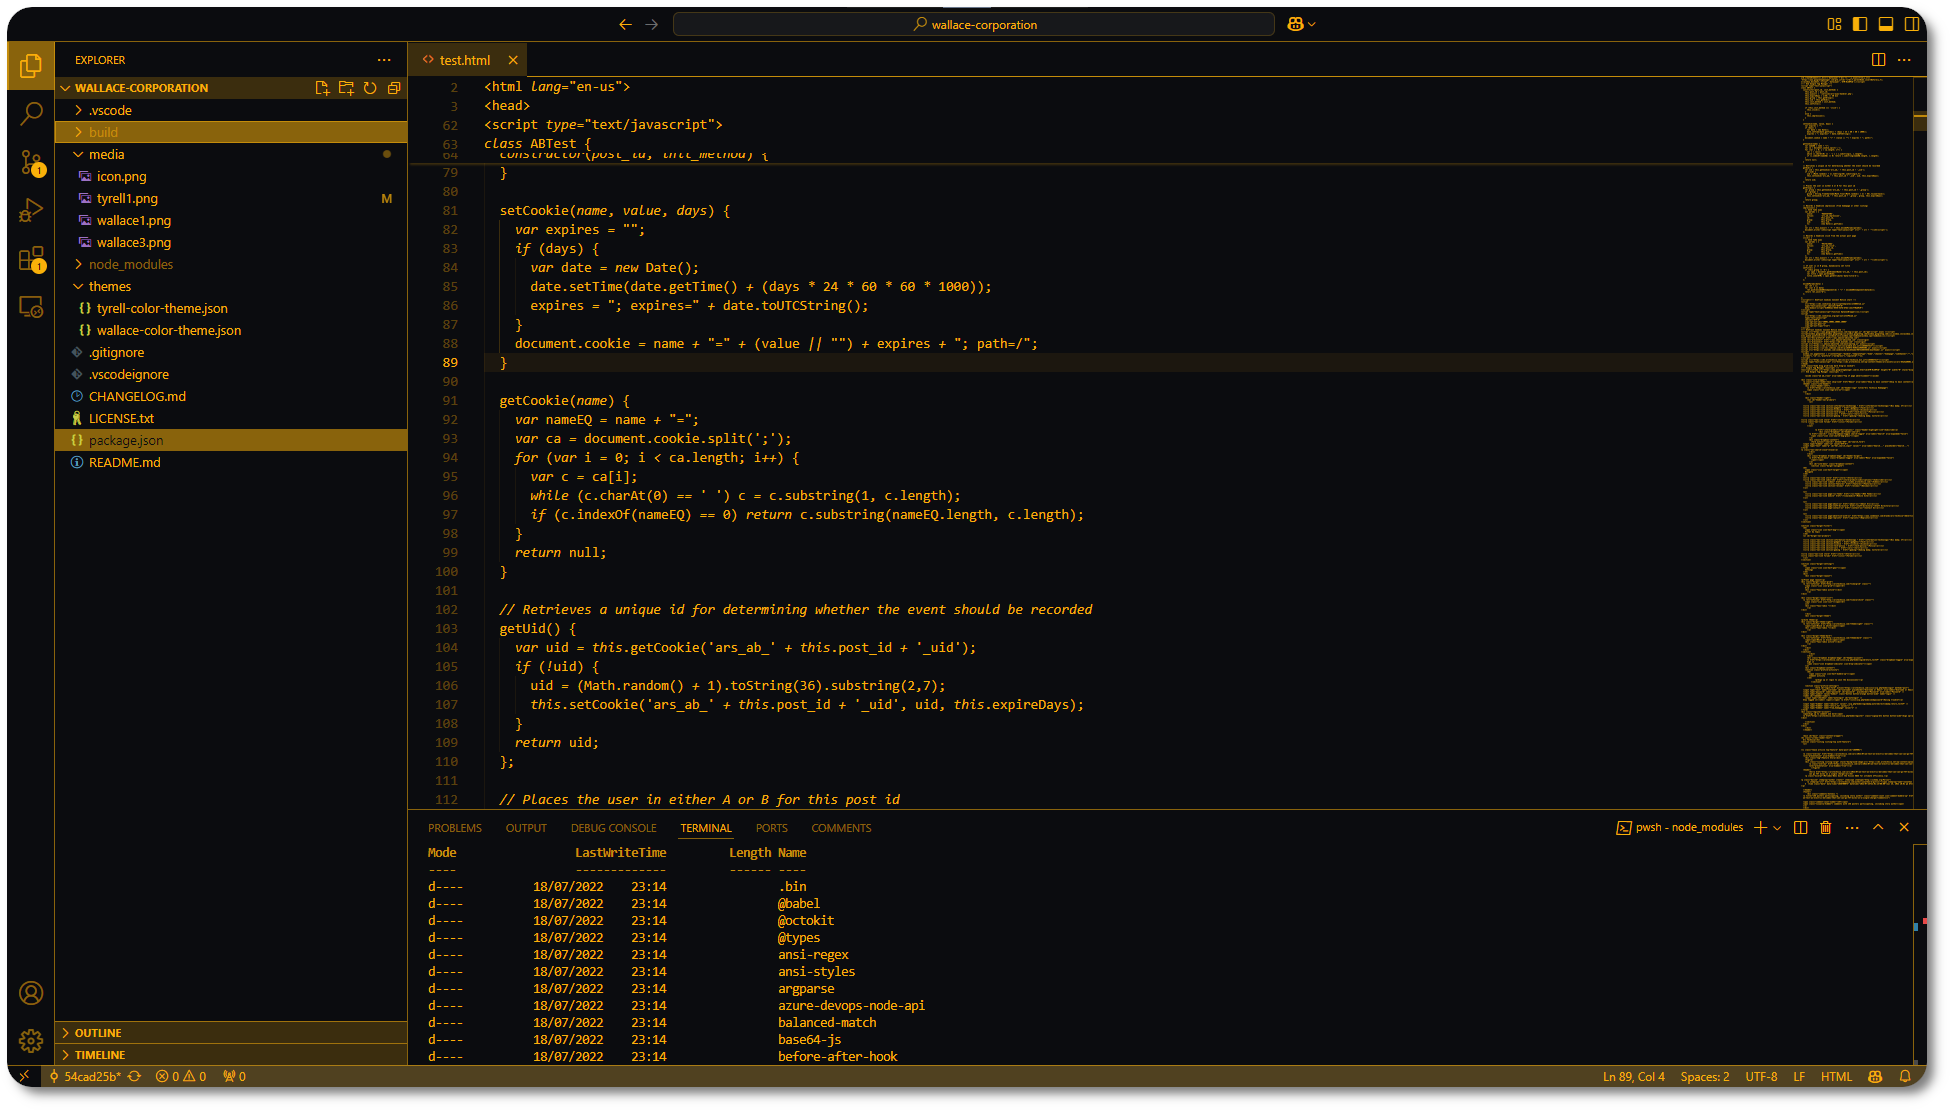 wallace-corporation
EXPLORER
WALLACE-CORPORATION
.vscode
build
media
icon.png
tyrell1.png M
wallace1.png
wallace3.png
node_modules
themes
{} tyrell-color-theme.json
{} wallace-color-theme.json
.gitignore
.vscodeignore
CHANGELOG.md
LICENSE.txt
{} package.json
README.md
OUTLINE
TIMELINE
1
1
<> test.html
2 <html lang="en-us">
3 <head>
62 <script type="text/javascript">
63 class ABTest {
64 constructor(post_id, init_method) {
79 }
80
81 setCookie(name, value, days) {
82 var expires = "";
83 if (days) {
84 var date = new Date();
85 date.setTime(date.getTime() + (days * 24 * 60 * 60 * 1000));
86 expires = "; expires=" + date.toUTCString();
87 }
88 document.cookie = name + "=" + (value || "") + expires + "; path=/";
89 }
90
91 getCookie(name) {
92 var nameEQ = name + "=";
93 var ca = document.cookie.split(';');
94 for (var i = 0; i < ca.length; i++) {
95 var c = ca[i];
96 while (c.charAt(0) == ' ') c = c.substring(1, c.length);
97 if (c.indexOf(nameEQ) == 0) return c.substring(nameEQ.length, c.length);
98 }
99 return null;
100 }
101
102 // Retrieves a unique id for determining whether the event should be recorded
103 getUid() {
104 var uid = this.getCookie('ars_ab_' + this.post_id + '_uid');
105 if (!uid) {
106 uid = (Math.random() + 1).toString(36).substring(2,7);
107 this.setCookie('ars_ab_' + this.post_id + '_uid', uid, this.expireDays);
108 }
109 return uid;
110 };
111
112 // Places the user in either A or B for this post id
PROBLEMS OUTPUT DEBUG CONSOLE TERMINAL PORTS COMMENTS
pwsh - node_modules
Mode LastWriteTime Length Name
---- ------------- ------ ----
d---- 18/07/2022 23:14 .bin
d---- 18/07/2022 23:14 @babel
d---- 18/07/2022 23:14 @octokit
d---- 18/07/2022 23:14 @types
d---- 18/07/2022 23:14 ansi-regex
d---- 18/07/2022 23:14 ansi-styles
d---- 18/07/2022 23:14 argparse
d---- 18/07/2022 23:14 azure-devops-node-api
d---- 18/07/2022 23:14 balanced-match
d---- 18/07/2022 23:14 base64-js
d---- 18/07/2022 23:14 before-after-hook
54cad25b* 0 0 0
Ln 89, Col 4 Spaces: 2 UTF-8 LF HTML